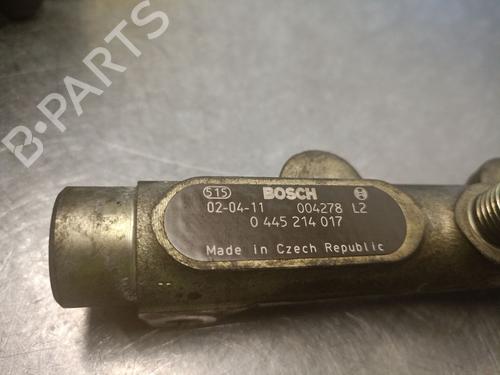 B-PARTS
515 BOSCH
02-04-11 004278 L2
0 445 214 017
Made in Czech Republic